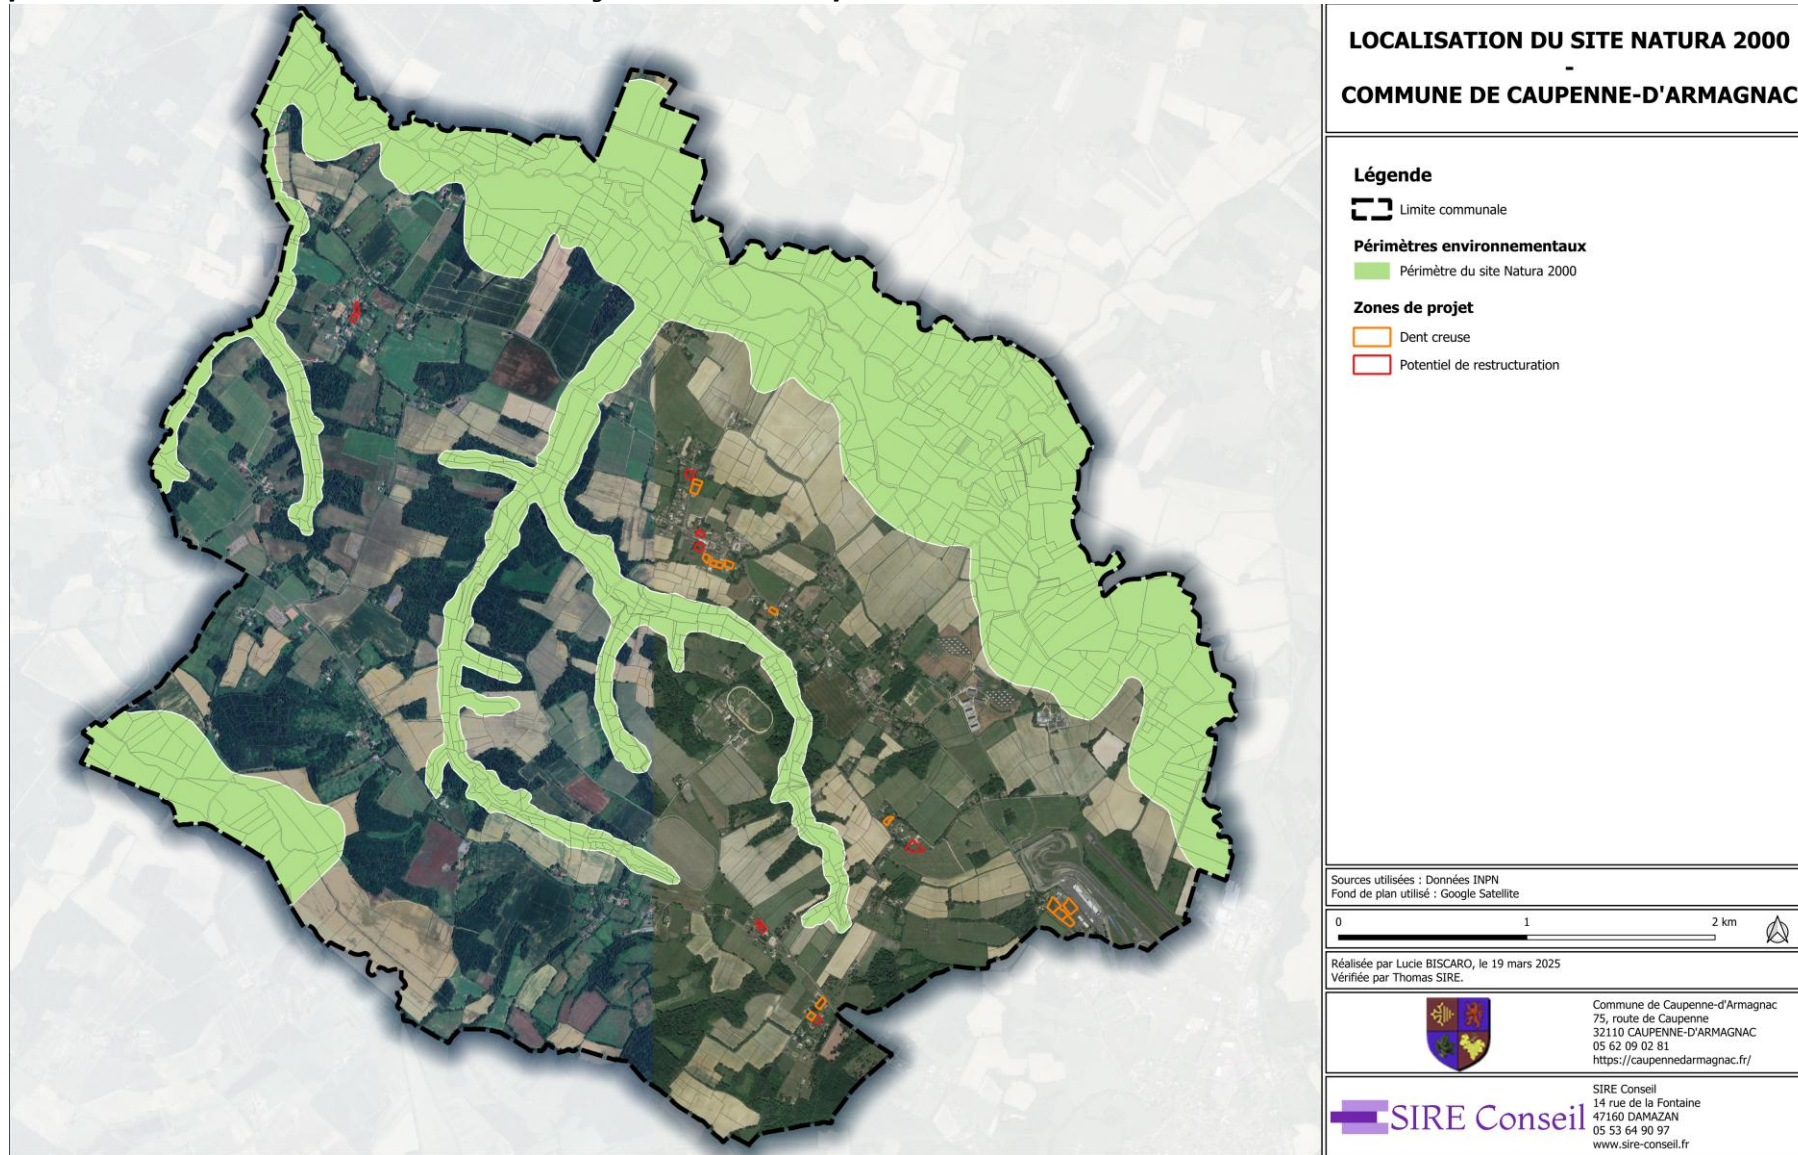 LOCALISATION DU SITE NATURA 2000
-
COMMUNE DE CAUPENNE-D'ARMAGNAC
Légende
Limite communale
Périmètres environnementaux
Périmètre du site Natura 2000
Zones de projet
Dent creuse
Potentiel de restructuration
Sources utilisées : Données INPN
Fond de plan utilisé : Google Satellite
0 1 2 km
Réalisée par Lucie BISCARO, le 19 mars 2025
Vérifiée par Thomas SIRE.
Commune de Caupenne-d'Armagnac
75, route de Caupenne
32110 CAUPENNE-D'ARMAGNAC
05 62 09 02 81
https://caupennedarmagnac.fr/
SIRE Conseil
SIRE Conseil
14 rue de la Fontaine
47160 DAMAZAN
05 53 64 90 97
www.sire-conseil.fr